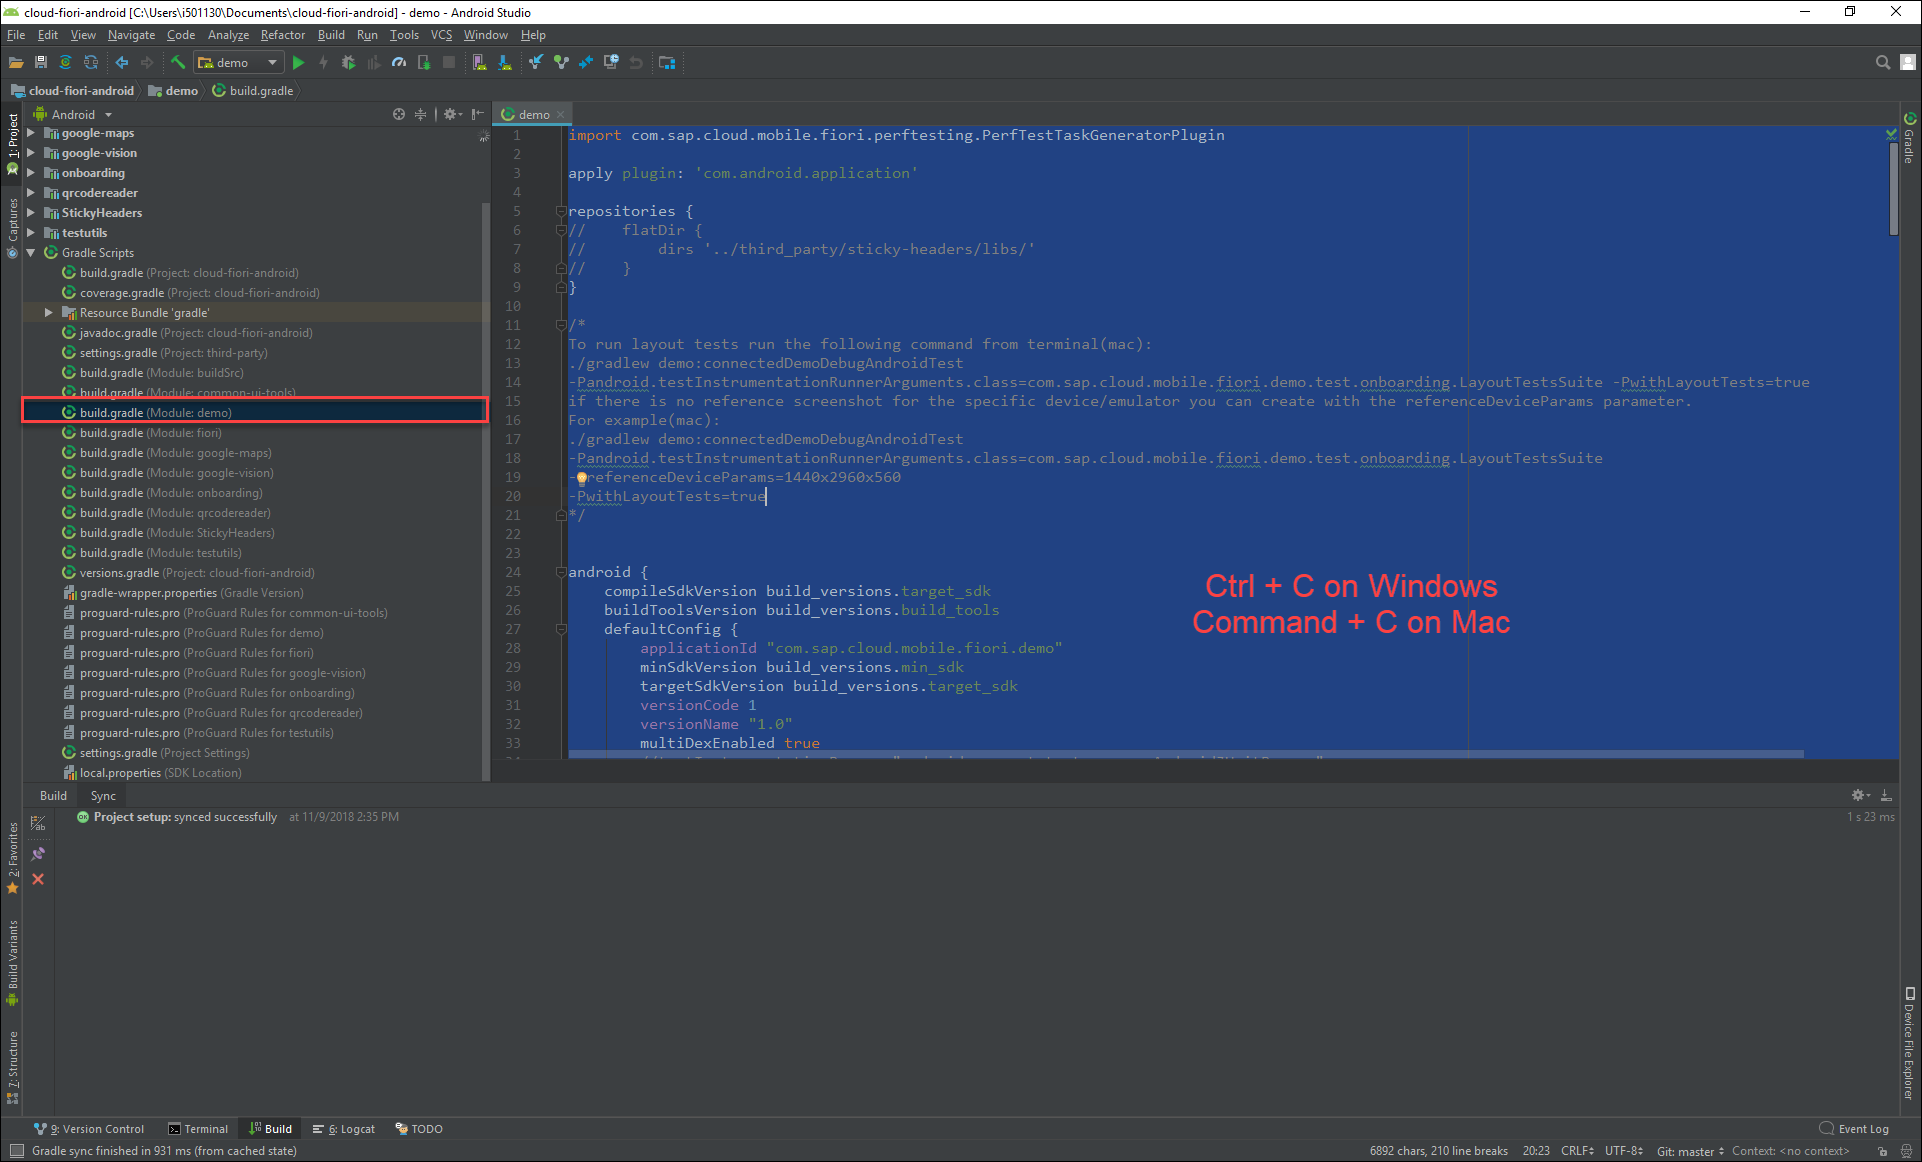 cloud-fiori-android [C:\Users\i501130\Documents\cloud-fiori-android] - demo - Android Studio
File Edit View Navigate Code Analyze Refactor Build Run Tools VCS Window Help
demo
cloud-fiori-android demo build.gradle
Android
google-maps
google-vision
onboarding
qrcodereader
StickyHeaders
testutils
Gradle Scripts
build.gradle (Project: cloud-fiori-android)
coverage.gradle (Project: cloud-fiori-android)
Resource Bundle 'gradle'
javadoc.gradle (Project: cloud-fiori-android)
settings.gradle (Project: third-party)
build.gradle (Module: buildSrc)
build.gradle (Module: common-ui-tools)
build.gradle (Module: demo)
build.gradle (Module: fiori)
build.gradle (Module: google-maps)
build.gradle (Module: google-vision)
build.gradle (Module: onboarding)
build.gradle (Module: qrcodereader)
build.gradle (Module: StickyHeaders)
build.gradle (Module: testutils)
versions.gradle (Project: cloud-fiori-android)
gradle-wrapper.properties (Gradle Version)
proguard-rules.pro (ProGuard Rules for common-ui-tools)
proguard-rules.pro (ProGuard Rules for demo)
proguard-rules.pro (ProGuard Rules for fiori)
proguard-rules.pro (ProGuard Rules for google-vision)
proguard-rules.pro (ProGuard Rules for onboarding)
proguard-rules.pro (ProGuard Rules for qrcodereader)
proguard-rules.pro (ProGuard Rules for testutils)
settings.gradle (Project Settings)
local.properties (SDK Location)
1: Project
Captures
2: Favorites
Build Variants
7: Structure
demo
1 import com.sap.cloud.mobile.fiori.perftesting.PerfTestTaskGeneratorPlugin
2
3 apply plugin: 'com.android.application'
4
5 repositories {
6 //    flatDir {
7 //        dirs '../third_party/sticky-headers/libs/'
8 //    }
9 }
10
11 /*
12 To run layout tests run the following command from terminal(mac):
13 ./gradlew demo:connectedDemoDebugAndroidTest
14 -Pandroid.testInstrumentationRunnerArguments.class=com.sap.cloud.mobile.fiori.demo.test.onboarding.LayoutTestsSuite -PwithLayoutTests=true
15 if there is no reference screenshot for the specific device/emulator you can create with the referenceDeviceParams parameter.
16 For example(mac):
17 ./gradlew demo:connectedDemoDebugAndroidTest
18 -Pandroid.testInstrumentationRunnerArguments.class=com.sap.cloud.mobile.fiori.demo.test.onboarding.LayoutTestsSuite
19 - referenceDeviceParams=1440x2960x560
20 -PwithLayoutTests=true
21 */
22
23
24 android {
25 compileSdkVersion build_versions.target_sdk
26 buildToolsVersion build_versions.build_tools
27 defaultConfig {
28 applicationId "com.sap.cloud.mobile.fiori.demo"
29 minSdkVersion build_versions.min_sdk
30 targetSdkVersion build_versions.target_sdk
31 versionCode 1
32 versionName "1.0"
33 multiDexEnabled true
Ctrl + C on Windows
Command + C on Mac
Gradle
Device File Explorer
Build Sync
Project setup: synced successfully at 11/9/2018 2:35 PM
1 s 23 ms
9: Version Control Terminal Build 6: Logcat TODO
Event Log
Gradle sync finished in 931 ms (from cached state)
6892 chars, 210 line breaks 20:23 CRLF UTF-8 Git: master Context: <no context>